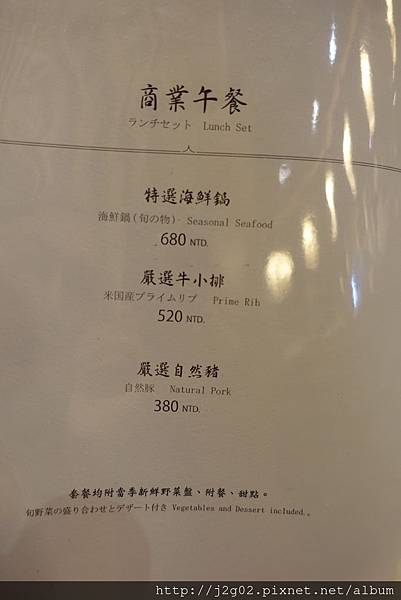 商業午餐
ランチセット Lunch Set
特選海鮮鍋
海鮮鍋(旬の物)· Seasonal Seafood
680 NTD.
嚴選牛小排
米国産プライムリブ Prime Rib
520 NTD.
嚴選自然豬
自然豚 Natural Pork
380 NTD.
套餐均附當季新鮮野菜盤、附餐、甜點。
旬野菜の盛り合わせとデザート付き Vegetables and Dessert included.。
http://j2g02.pixnet.net/album